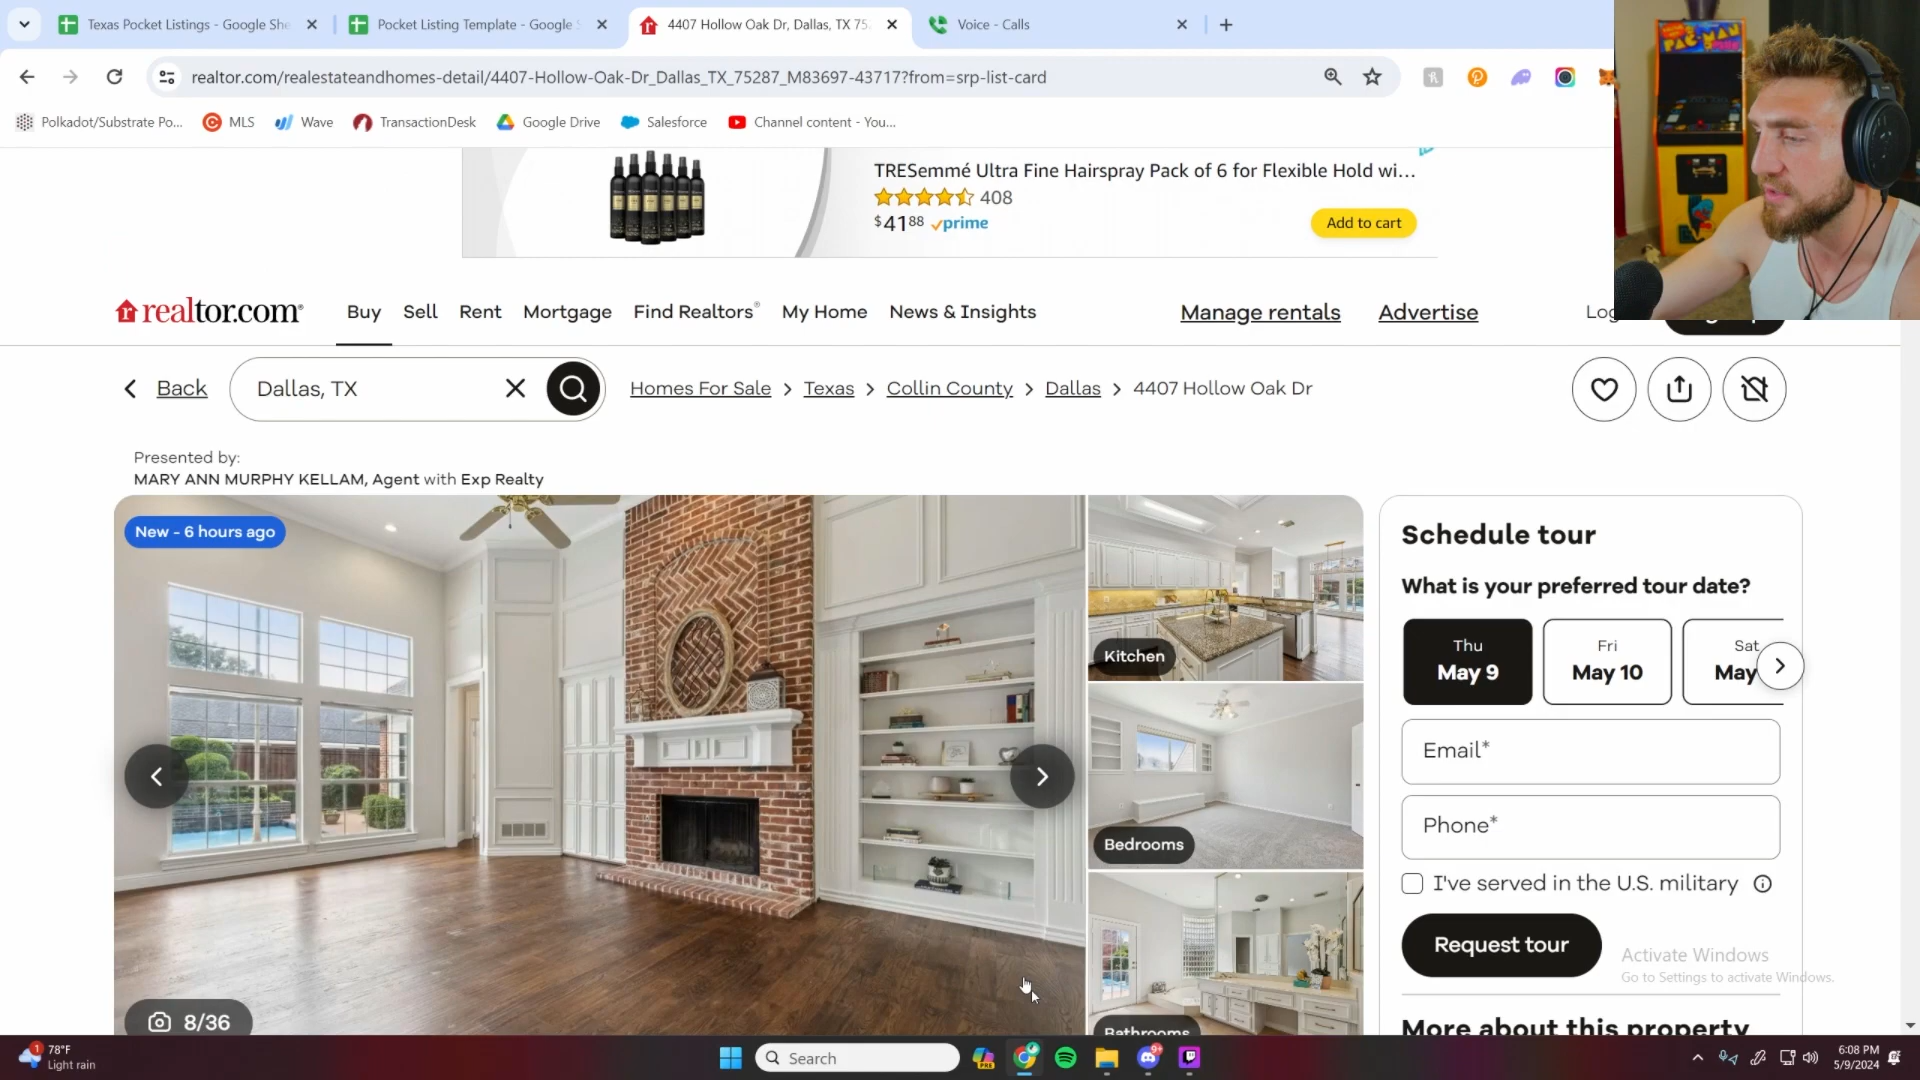 Texas Pocket Listings - Google She
Pocket Listing Template - Google S
4407 Hollow Oak Dr, Dallas, TX 75
Voice - Calls
realtor.com/realestateandhomes-detail/4407-Hollow-Oak-Dr_Dallas_TX_75287_M83697-43717?from=srp-list-card
Polkadot/Substrate Po...
MLS
Wave
TransactionDesk
Google Drive
Salesforce
Channel content - You...
PAC-MAN
TRESemmé Ultra Fine Hairspray Pack of 6 for Flexible Hold wi...
408
$41 88 prime
Add to cart
realtor.com®
Buy
Sell
Rent
Mortgage
Find Realtors®
My Home
News & Insights
Manage rentals
Advertise
Back
Dallas, TX
Homes For Sale > Texas > Collin County > Dallas > 4407 Hollow Oak Dr
Presented by:
MARY ANN MURPHY KELLAM, Agent with Exp Realty
New - 6 hours ago
Kitchen
Bedrooms
Bathrooms
8/36
Schedule tour
What is your preferred tour date?
Thu
May 9
Fri
May 10
Sat
May
Email*
Phone*
I've served in the U.S. military
Request tour
Activate Windows
Go to Settings to activate Windows.
More about this property
1
78°F
Light rain
Search
PRE
9+
6:08 PM
5/9/2024